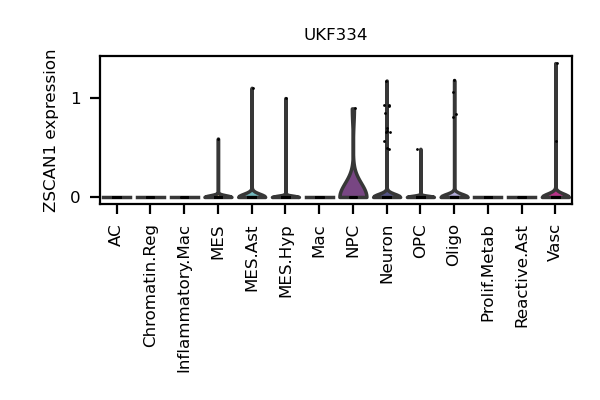 UKF334
ZSCAN1 expression
1
0
AC
Chromatin.Reg
Inflammatory.Mac
MES
MES.Ast
MES.Hyp
Mac
NPC
Neuron
OPC
Oligo
Prolif.Metab
Reactive.Ast
Vasc